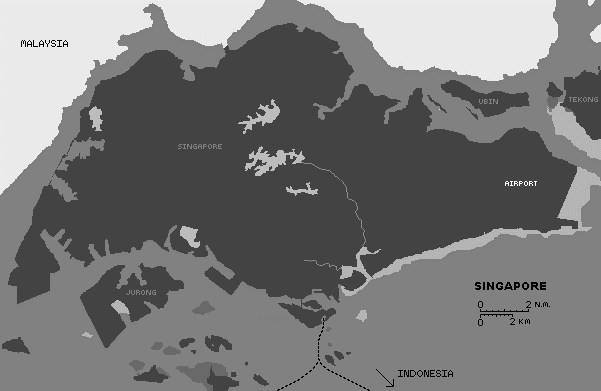 MALAYSIA
UBIN
TEKONG
SINGAPORE
AIRPORT
SINGAPORE
JURONG
0 2 N.M.
0 2 KM
INDONESIA